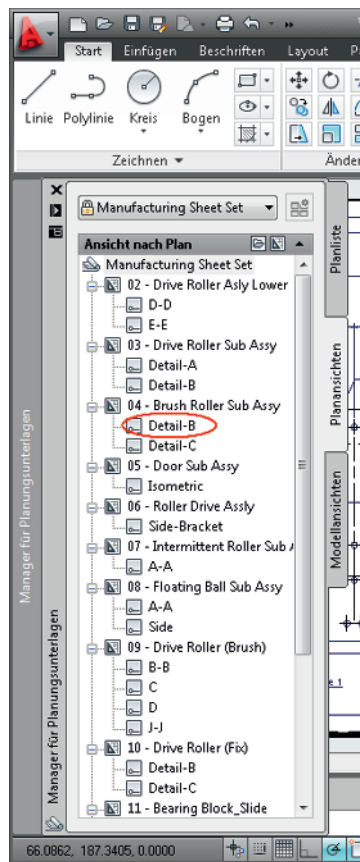 Start Einfügen Beschriften Layout
Linie Polylinie Kreis Bogen
Zeichnen
Manufacturing Sheet Set
Ansicht nach Plan
Manufacturing Sheet Set
02 - Drive Roller Asly Lower
D-D
E-E
03 - Drive Roller Sub Assy
Detail-A
Detail-B
04 - Brush Roller Sub Assy
Detail-B
Detail-C
05 - Door Sub Assy
Isometric
06 - Roller Drive Assly
Side-Bracket
07 - Intermittent Roller Sub
A-A
08 - Floating Ball Sub Assy
A-A
Side
09 - Drive Roller (Brush)
B-B
C
D
J-J
10 - Drive Roller (Fix)
Detail-B
Detail-C
11 - Bearing Block_Slide
Planliste
Planansichten
Modellansichten
Manager für Planungsunterlagen
Manager für Planungsunterlagen
66.0862, 187.3405, 0.0000